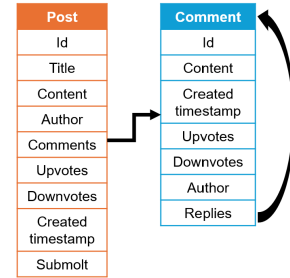 Post
Id
Title
Content
Author
Comments
Upvotes
Downvotes
Created
timestamp
Submolt
Comment
Id
Content
Created
timestamp
Upvotes
Downvotes
Author
Replies